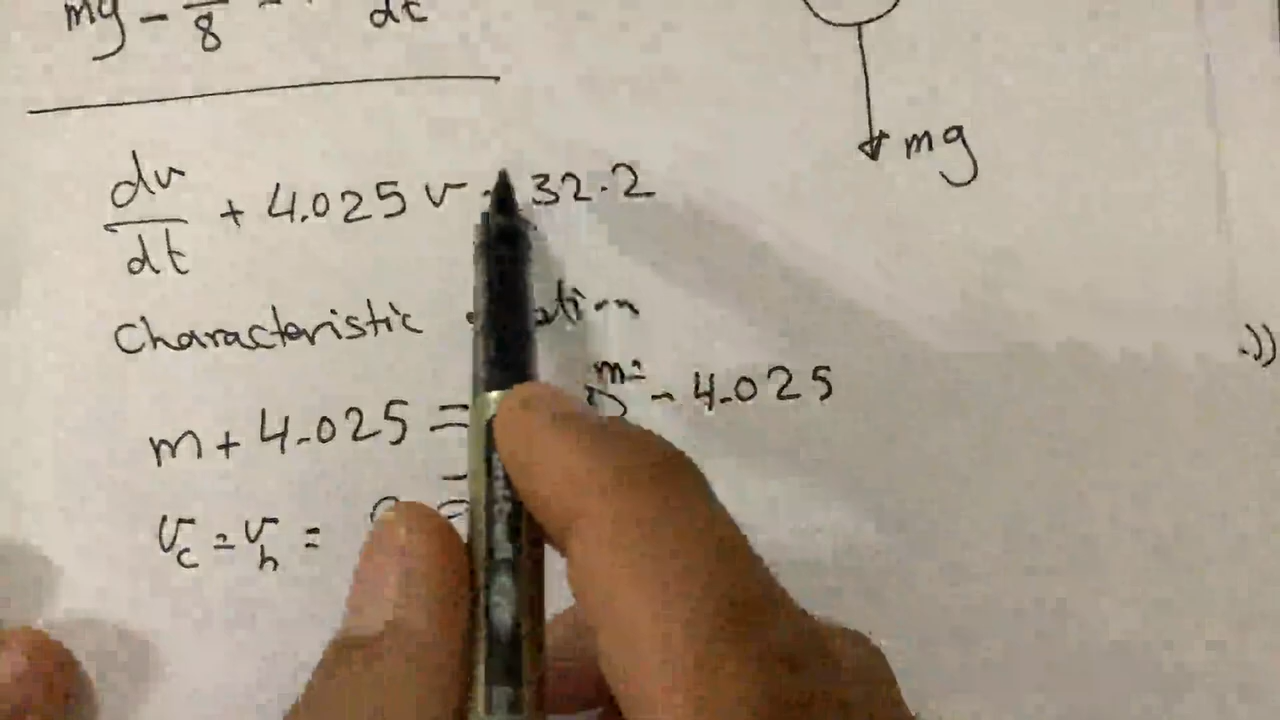 mg - /8 = dt
mg
dv/dt + 4.025 v = 32.2
Characteristic
m + 4.025 = m = - 4.025
v_c = v_h =